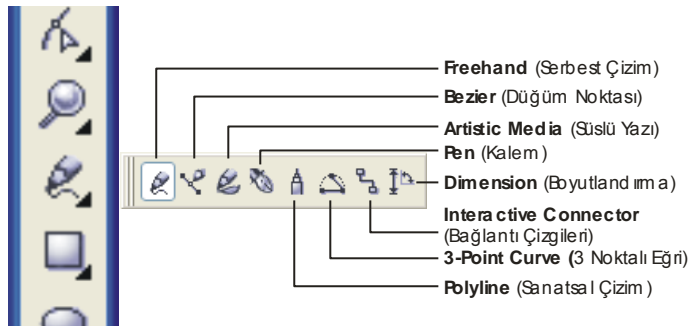 Freehand (Serbest Çizim)
Bezier (Düğüm Noktası)
Artistic Media (Süslü Yazı)
Pen (Kalem)
Dimension (Boyutlandırma)
Interactive Connector
(Bağlantı Çizgileri)
3-Point Curve (3 Noktalı Eğri)
Polyline (Sanatsal Çizim)